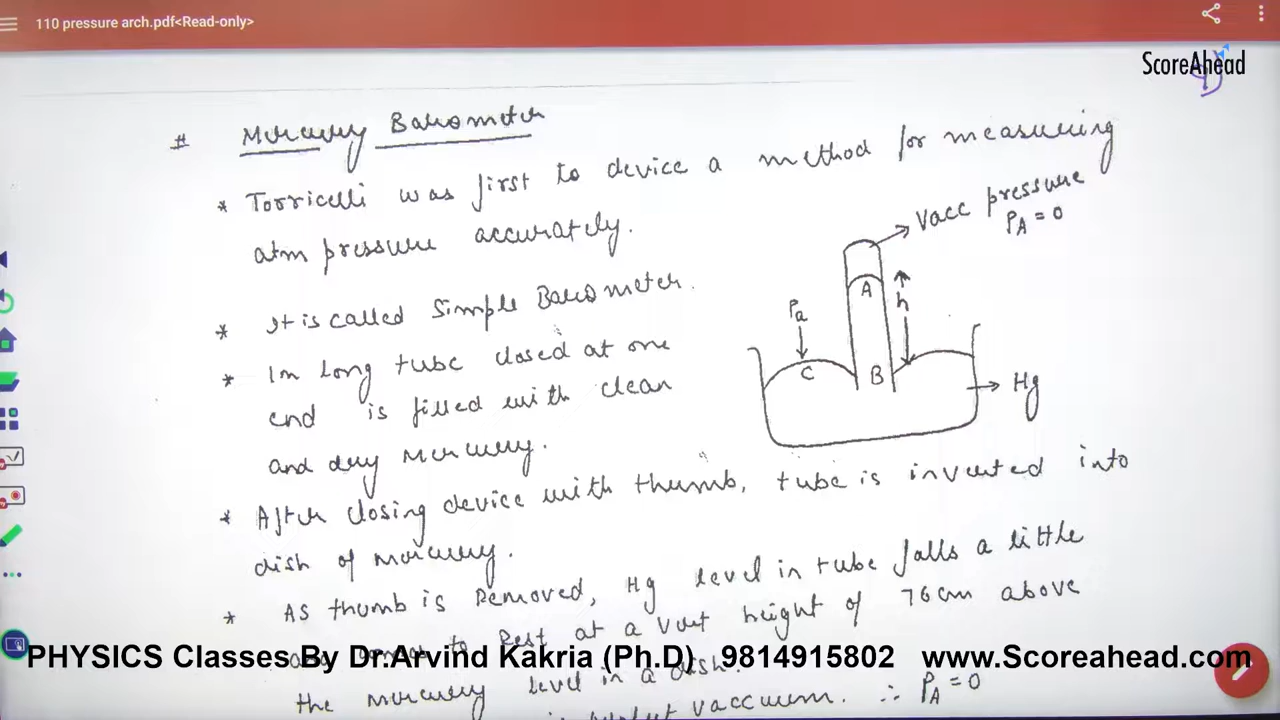 110 pressure arch.pdf<Read-only>
ScoreAhead
# Mercury Barometer
* Torricelli was first to device a method for measuring
atm pressure accurately.
Vacc pressure
PA = 0
* It is called Simple Barometer.
* 1m long tube closed at one
end is filled with clean
and dry Mercury.
Pa
A
h
C
B
Hg
* After closing device with thumb, tube is inverted into
dish of mercury.
* As thumb is Removed, Hg level in tube falls a little
and comes to Rest at a vert height of 76cm above
PHYSICS Classes By Dr.Arvind Kakria (Ph.D) 9814915802 www.Scoreahead.com
the mercury level in a dish.
vaccuum. ∴ PA = 0